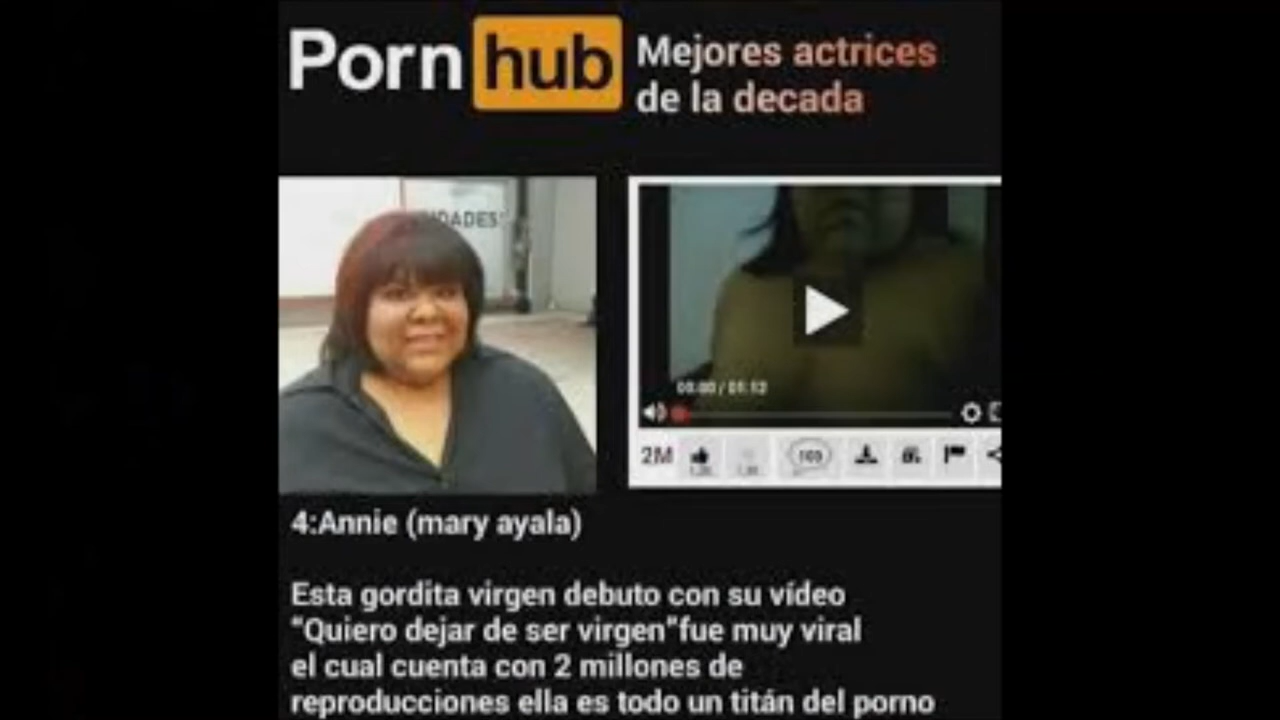 Porn hub
Mejores actrices
de la decada
IDADES
00:00 / 01:12
2M
103
4:Annie (mary ayala)
Esta gordita virgen debuto con su vídeo
"Quiero dejar de ser virgen"fue muy viral
el cual cuenta con 2 millones de
reproducciones ella es todo un titán del porno